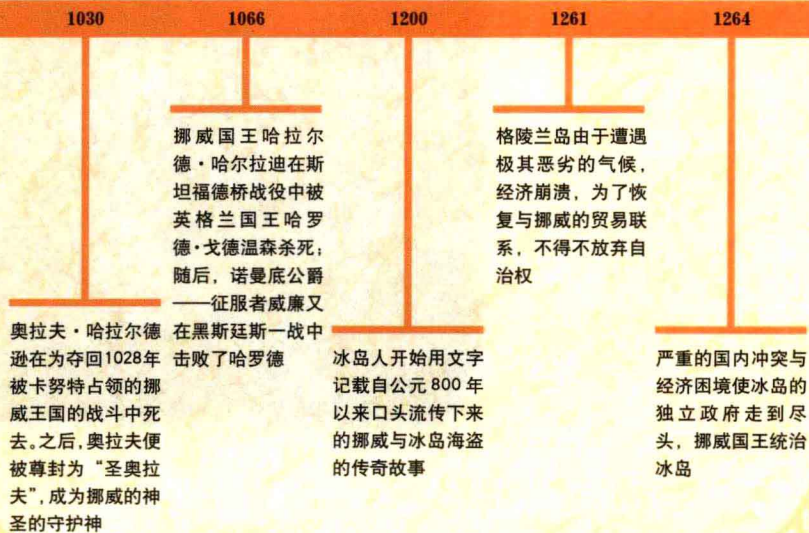 1030
1066
1200
1261
1264
奥拉夫·哈拉尔德
逊在为夺回1028年
被卡努特占领的挪
威王国的战斗中死
去。之后，奥拉夫便
被尊封为“圣奥拉
夫”，成为挪威的神
圣的守护神
挪威国王哈拉尔
德·哈尔拉迪在斯
坦福德桥战役中被
英格兰国王哈罗
德·戈德温森杀死；
随后，诺曼底公爵
——征服者威廉又
在黑斯廷斯一战中
击败了哈罗德
冰岛人开始用文字
记载自公元 800 年
以来口头流传下来
的挪威与冰岛海盗
的传奇故事
格陵兰岛由于遭遇
极其恶劣的气候，
经济崩溃，为了恢
复与挪威的贸易联
系，不得不放弃自
治权
严重的国内冲突与
经济困境使冰岛的
独立政府走到尽
头，挪威国王统治
冰岛